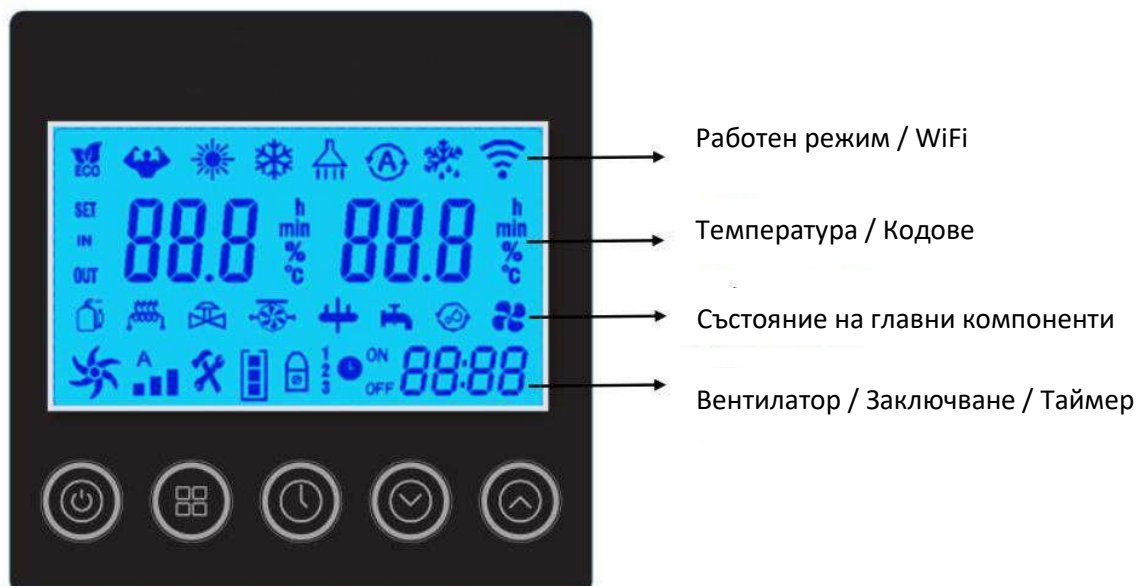 ECO A
Работен режим / WiFi
SET 88.8 h min % °C 88.8 h min % °C
IN
OUT
Температура / Кодове
Състояние на главни компоненти
A 1 2 3 ON OFF 88:88
Вентилатор / Заключване / Таймер